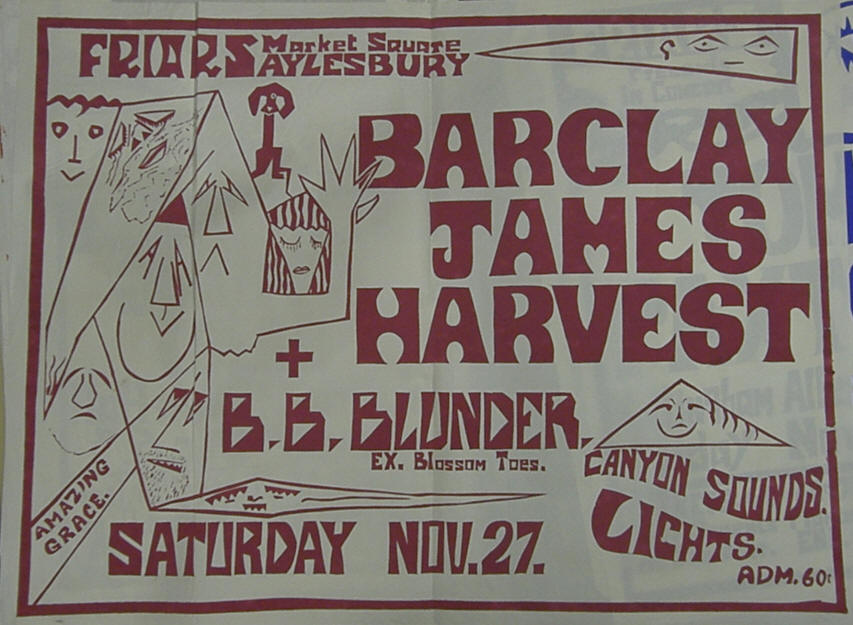 FRIARS Market Square
AYLESBURY
BARCLAY
JAMES
HARVEST
+
B.B. BLUNDER.
EX. Blossom Toes.
CANYON SOUNDS.
LIGHTS.
AMAZING
GRACE.
SATURDAY NOV. 27.
ADM. 60